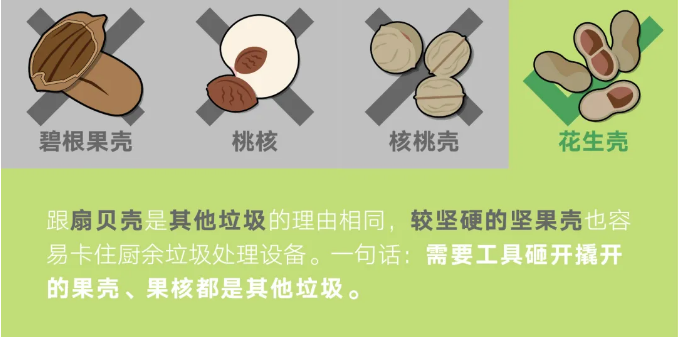 碧根果壳 桃核 核桃壳 花生壳
跟扇贝壳是其他垃圾的理由相同，较坚硬的坚果壳也容
易卡住厨余垃圾处理设备。一句话：需要工具砸开撬开
的果壳、果核都是其他垃圾。